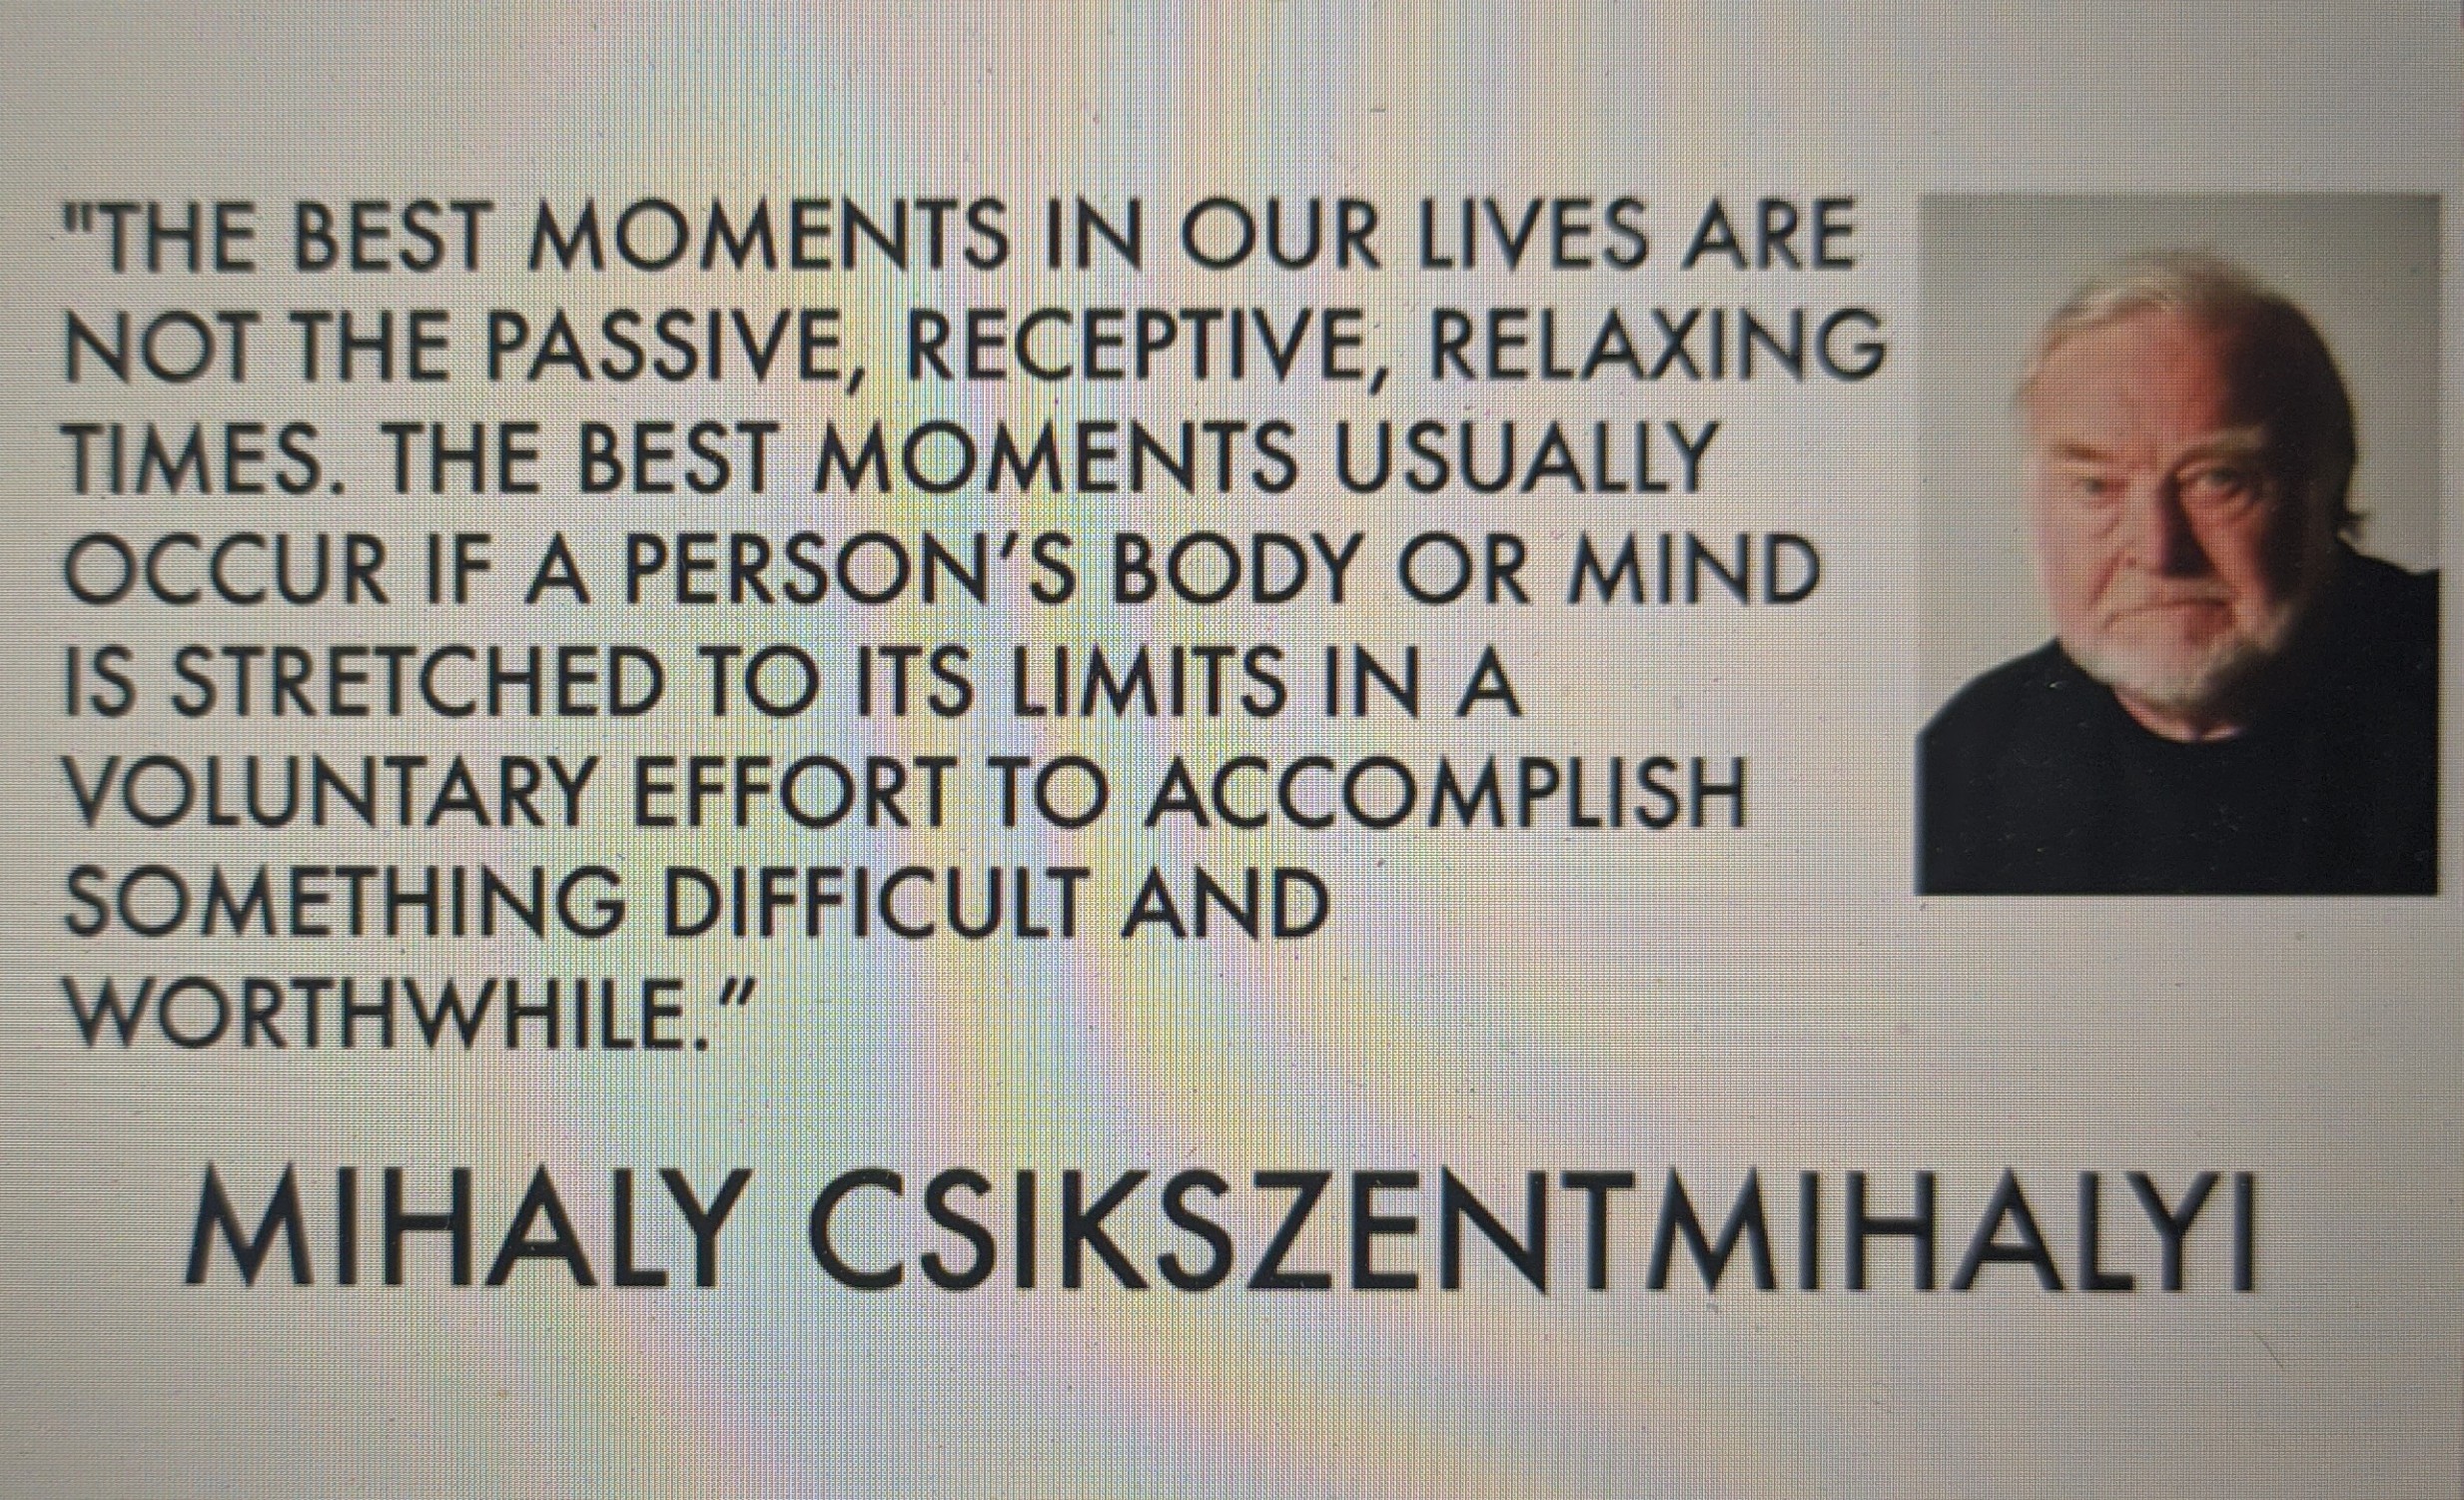 "THE BEST MOMENTS IN OUR LIVES ARE
NOT THE PASSIVE, RECEPTIVE, RELAXING
TIMES. THE BEST MOMENTS USUALLY
OCCUR IF A PERSON’S BODY OR MIND
IS STRETCHED TO ITS LIMITS IN A
VOLUNTARY EFFORT TO ACCOMPLISH
SOMETHING DIFFICULT AND
WORTHWHILE.”
MIHALY CSIKSZENTMIHALYI